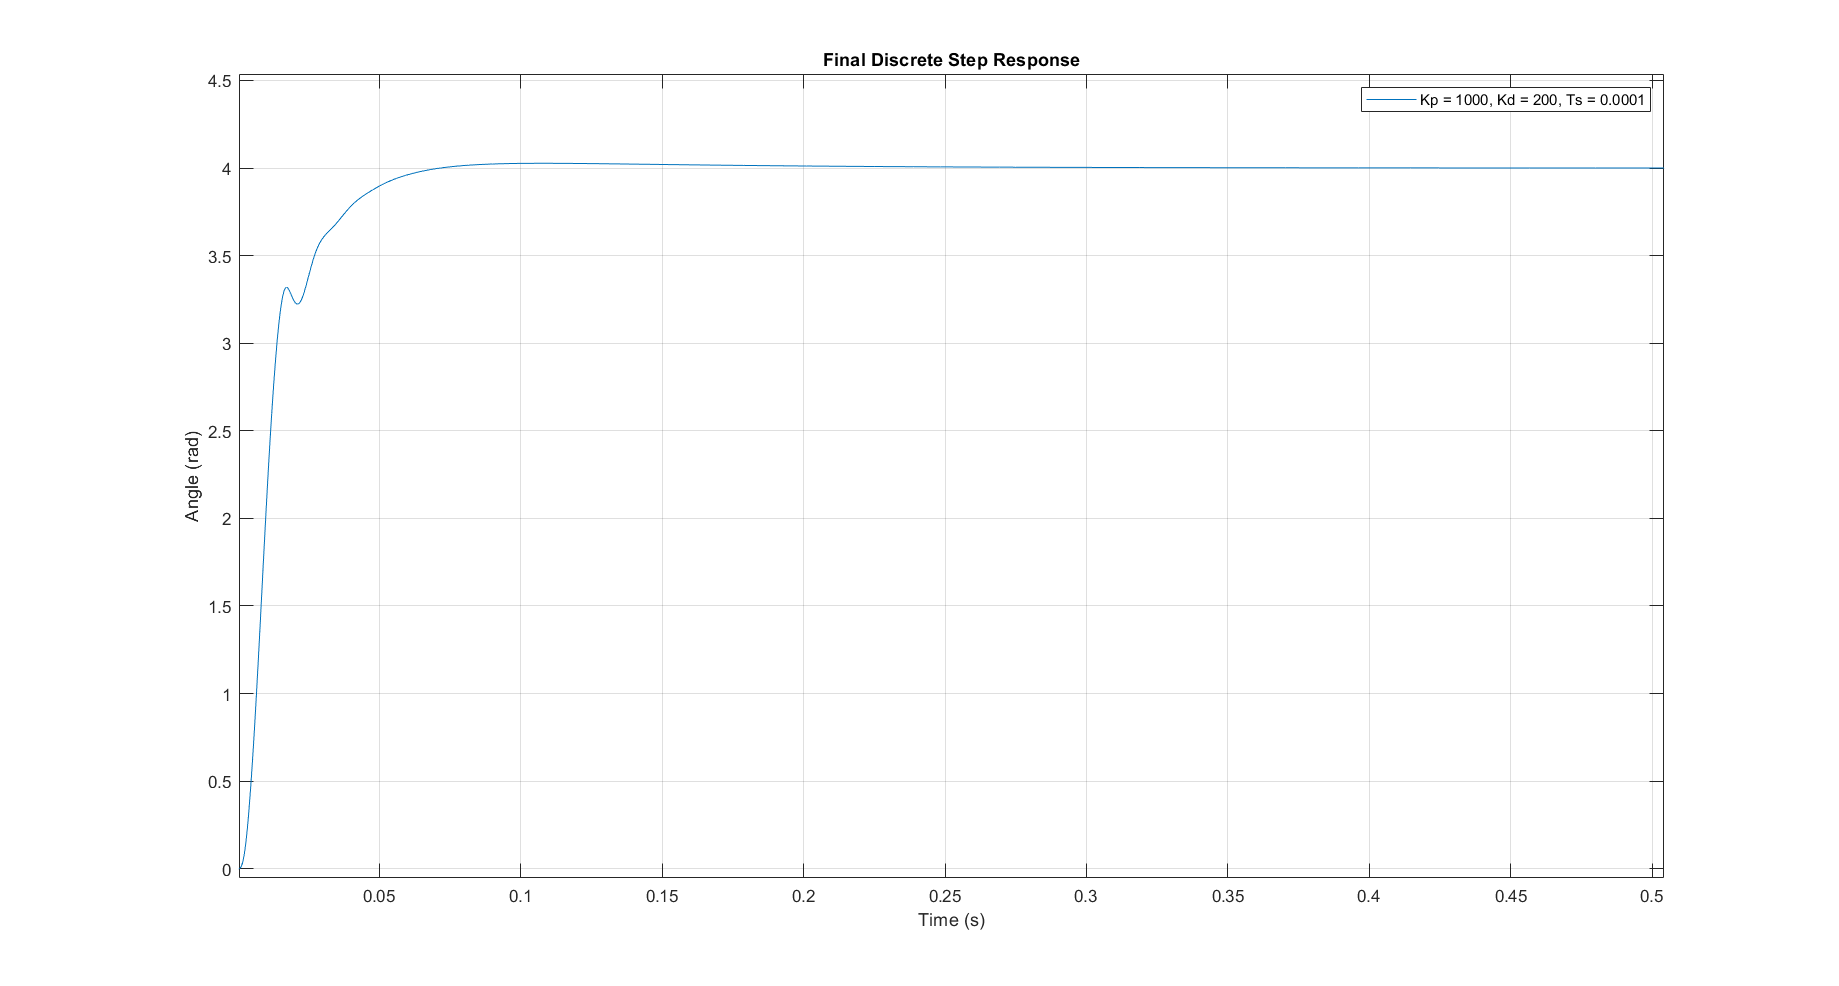 Final Discrete Step Response
Kp = 1000, Kd = 200, Ts = 0.0001
4.5
4
3.5
3
2.5
2
1.5
1
0.5
0
Angle (rad)
0.05 0.1 0.15 0.2 0.25 0.3 0.35 0.4 0.45 0.5
Time (s)